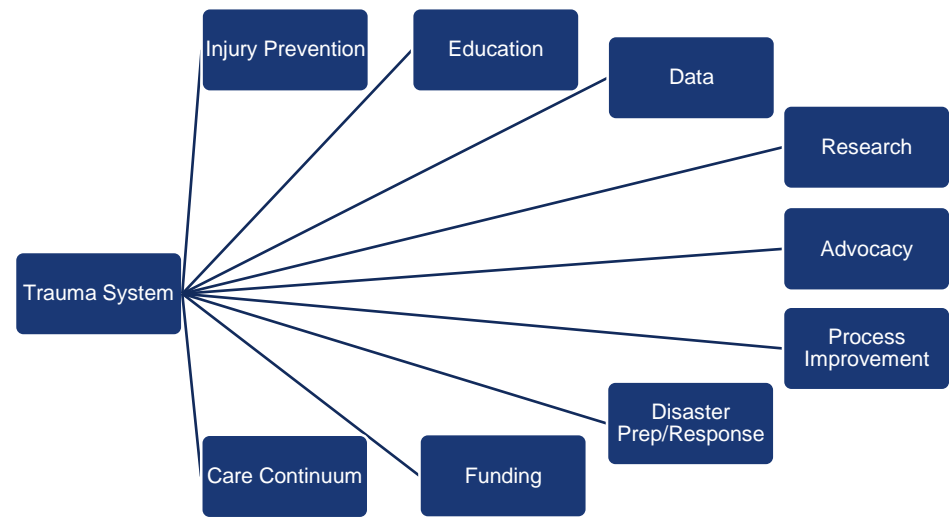 Injury Prevention
Education
Data
Research
Advocacy
Trauma System
Process
Improvement
Disaster
Prep/Response
Care Continuum
Funding